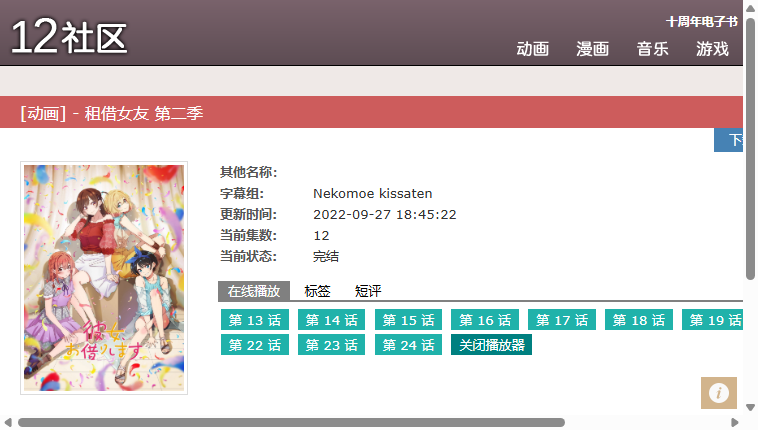 12社区
十周年电子书
动画 漫画 音乐 游戏
[动画] - 租借女友 第二季
其他名称:
字幕组: Nekomoe kissaten
更新时间: 2022-09-27 18:45:22
当前集数: 12
当前状态: 完结
彼女、
お借りします
在线播放 标签 短评
第 13 话 第 14 话 第 15 话 第 16 话 第 17 话 第 18 话 第 19 话
第 22 话 第 23 话 第 24 话 关闭播放器